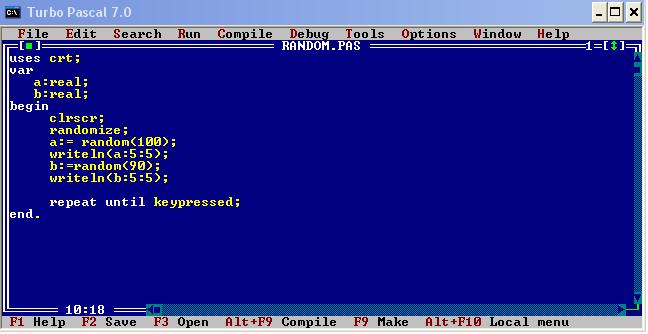 Turbo Pascal 7.0
File Edit Search Run Compile Debug Tools Options Window Help
[■] RANDOM.PAS 1=[↕]
uses crt;
var
a:real;
b:real;
begin
clrscr;
randomize;
a:= random(100);
writeln(a:5:5);
b:=random(90);
writeln(b:5:5);
repeat until keypressed;
end.
10:18
F1 Help F2 Save F3 Open Alt+F9 Compile F9 Make Alt+F10 Local menu